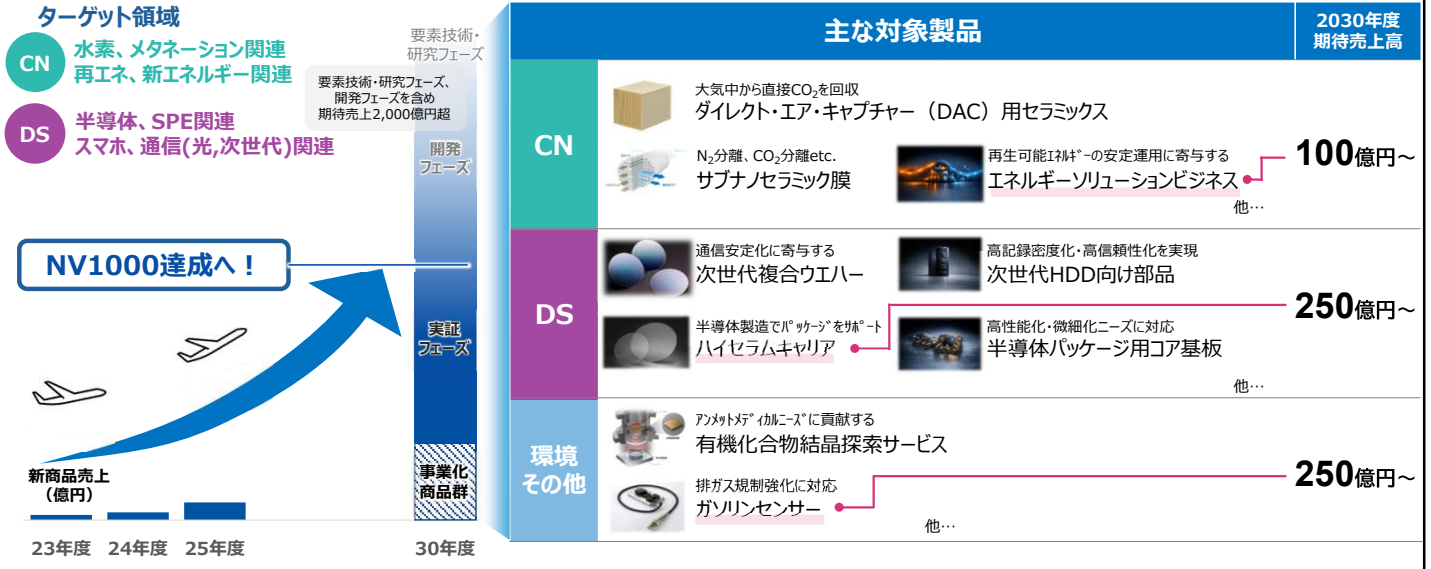 ターゲット領域
CN
水素、メタネーション関連
再エネ、新エネルギー関連
DS
半導体、SPE関連
スマホ、通信(光,次世代)関連
要素技術・
研究フェーズ
要素技術・研究フェーズ、
開発フェーズを含め
期待売上2,000億円超
開発
フェーズ
NV1000達成へ！
実証
フェーズ
事業化
商品群
新商品売上
（億円）
23年度
24年度
25年度
30年度
主な対象製品
2030年度
期待売上高
CN
大気中から直接CO₂を回収
ダイレクト・エア・キャプチャー（DAC）用セラミックス
N₂分離、CO₂分離etc.
サブナノセラミック膜
再生可能ｴﾈﾙｷﾞｰの安定運用に寄与する
エネルギーソリューションビジネス
他…
100億円～
DS
通信安定化に寄与する
次世代複合ウエハー
高記録密度化・高信頼性化を実現
次世代HDD向け部品
半導体製造でﾊﾟｯｹｰｼﾞをｻﾎﾟｰﾄ
ハイセラムキャリア
高性能化・微細化ニーズに対応
半導体パッケージ用コア基板
他…
250億円～
環境
その他
ｱﾝﾒｯﾄﾒﾃﾞｨｶﾙﾆｰｽﾞに貢献する
有機化合物結晶探索サービス
排ガス規制強化に対応
ガソリンセンサー
他…
250億円～